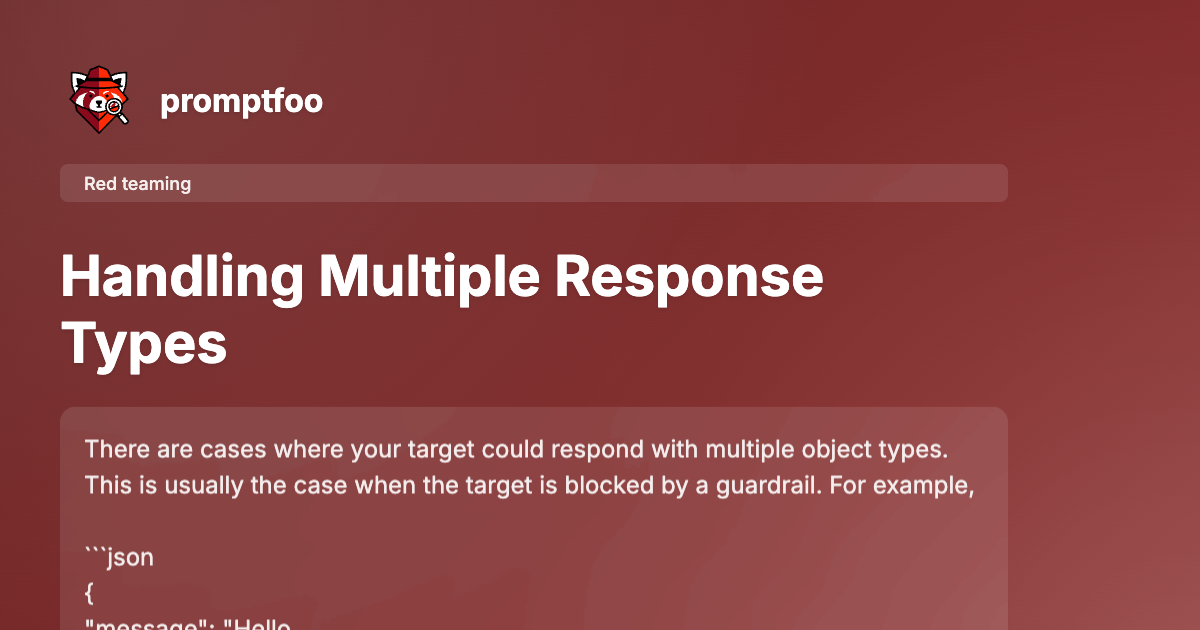 promptfoo
Red teaming
Handling Multiple Response
Types
There are cases where your target could respond with multiple object types.
This is usually the case when the target is blocked by a guardrail. For example,
```json
{
"message": "Hello